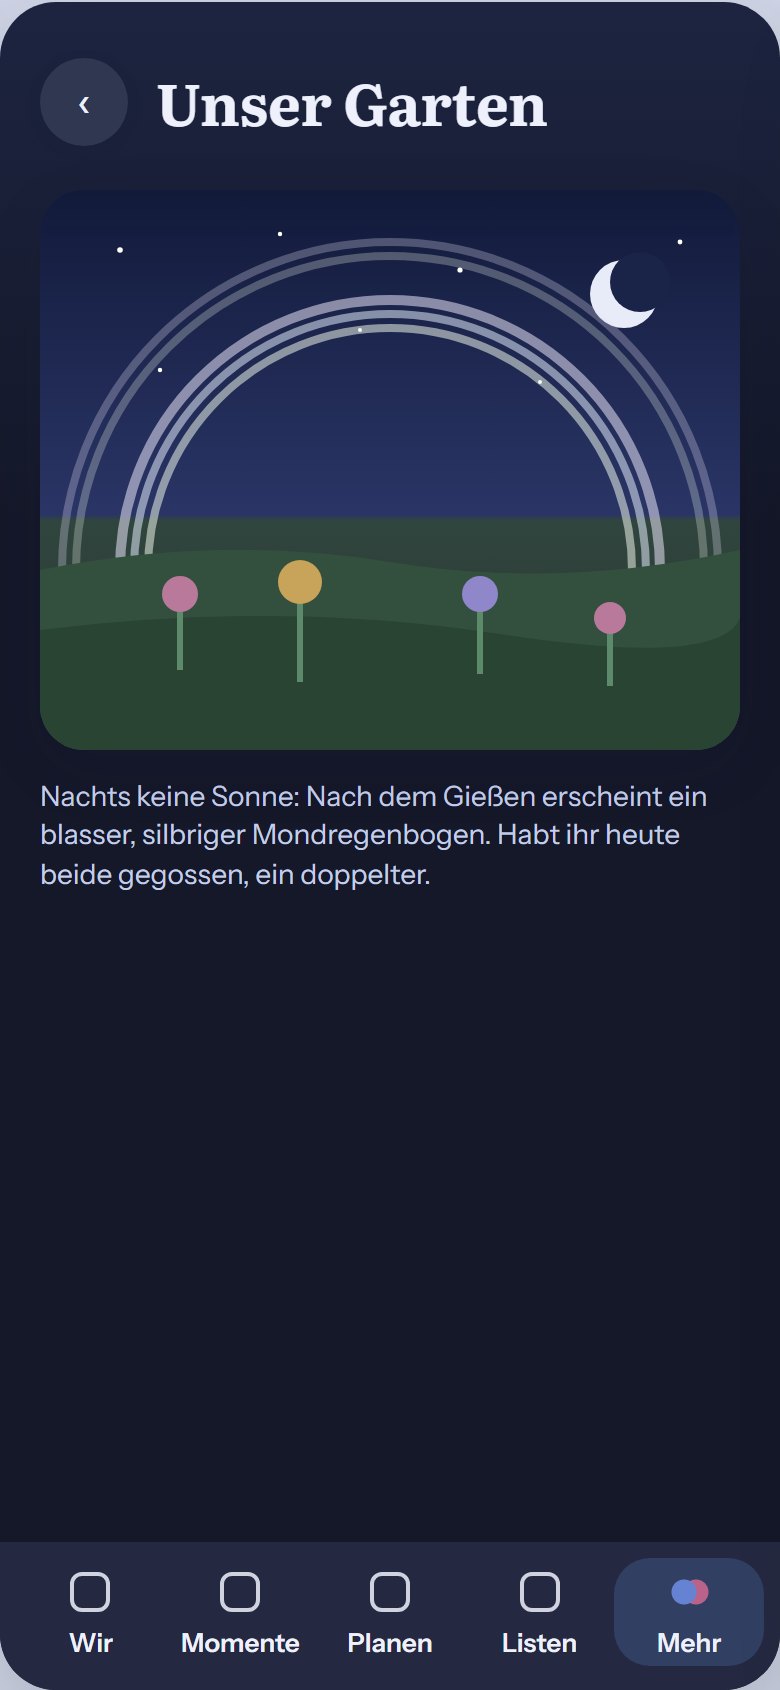 ‹ Unser Garten
Nachts keine Sonne: Nach dem Gießen erscheint ein
blasser, silbriger Mondregenbogen. Habt ihr heute
beide gegossen, ein doppelter.
Wir Momente Planen Listen Mehr